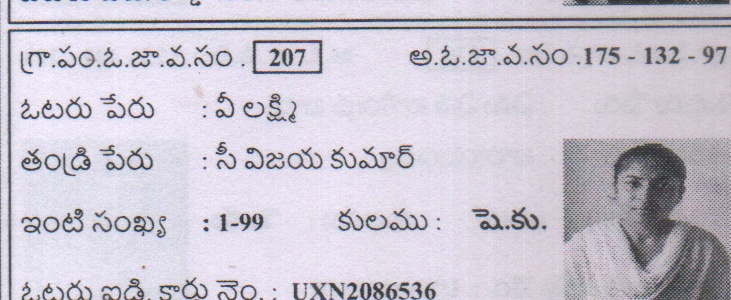 గ్రా.పం.ఓ.జా.వ.సం. 207 అ.ఓ.జా.వ.సం .175 - 132 - 97
ఓటరు పేరు : వీ లక్ష్మి
తండ్రి పేరు : సీ విజయ కుమార్
ఇంటి సంఖ్య : 1-99 కులము : షె.కు.
ఓటరు ఐడి. కార్డు నెం. : UXN2086536